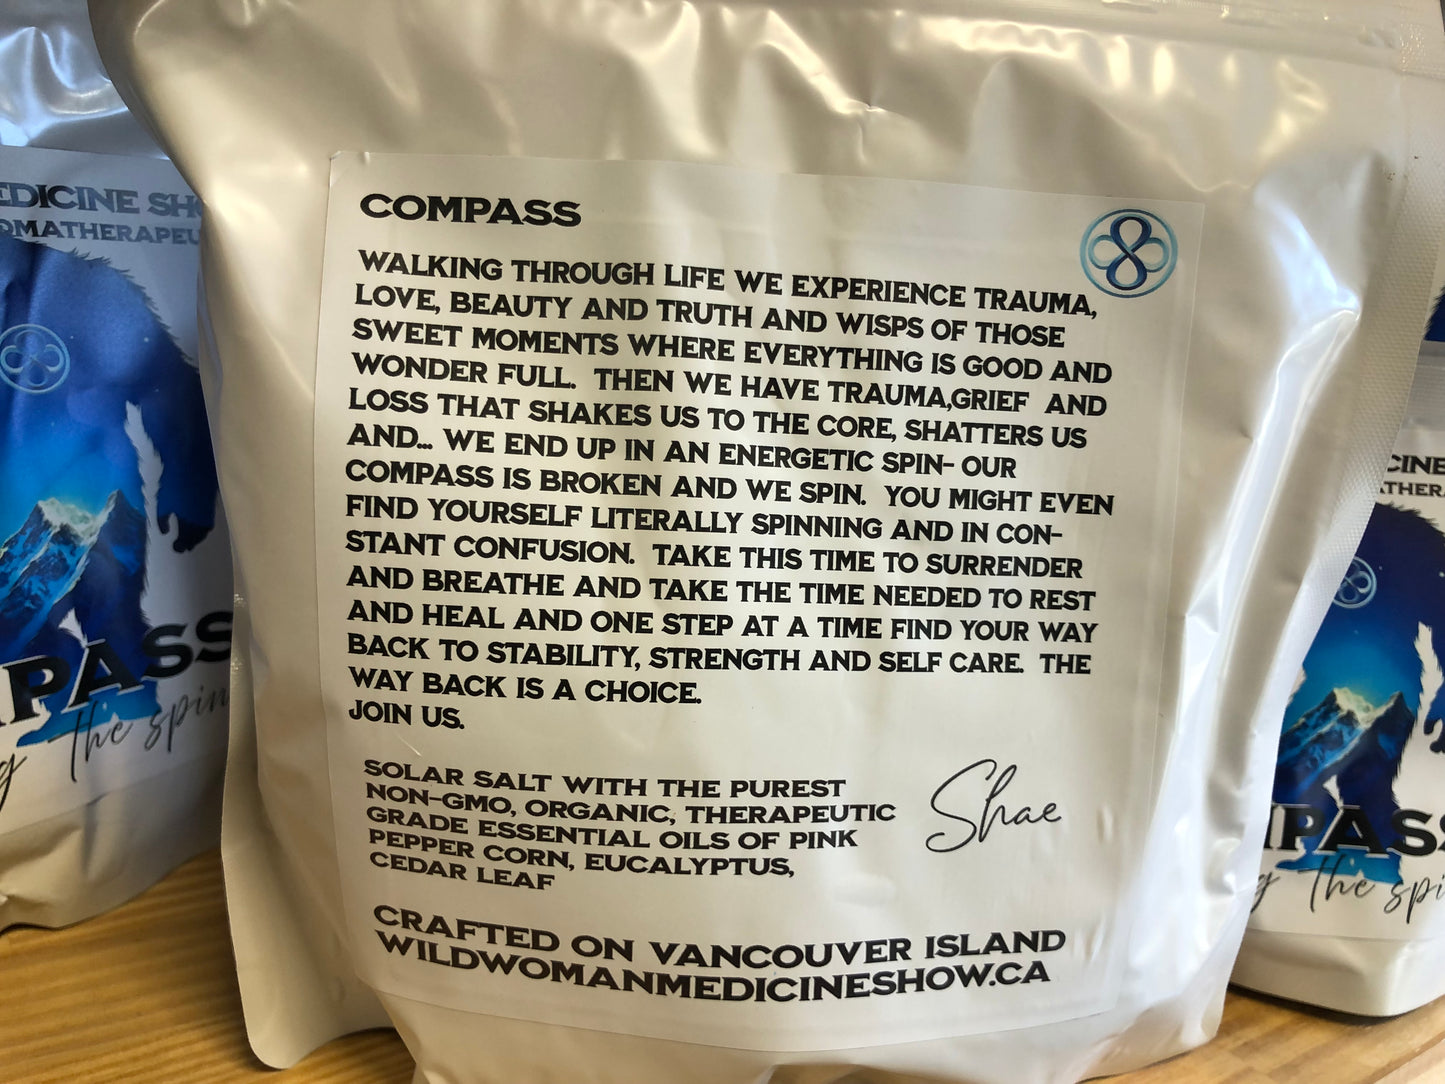 COMPASS
WALKING THROUGH LIFE WE EXPERIENCE TRAUMA,
LOVE, BEAUTY AND TRUTH AND WISPS OF THOSE
SWEET MOMENTS WHERE EVERYTHING IS GOOD AND
WONDER FULL. THEN WE HAVE TRAUMA,GRIEF AND
LOSS THAT SHAKES US TO THE CORE, SHATTERS US
AND... WE END UP IN AN ENERGETIC SPIN- OUR
COMPASS IS BROKEN AND WE SPIN. YOU MIGHT EVEN
FIND YOURSELF LITERALLY SPINNING AND IN CON-
STANT CONFUSION. TAKE THIS TIME TO SURRENDER
AND BREATHE AND TAKE THE TIME NEEDED TO REST
AND HEAL AND ONE STEP AT A TIME FIND YOUR WAY
BACK TO STABILITY, STRENGTH AND SELF CARE. THE
WAY BACK IS A CHOICE.
JOIN US.
SOLAR SALT WITH THE PUREST
NON-GMO, ORGANIC, THERAPEUTIC
GRADE ESSENTIAL OILS OF PINK
PEPPER CORN, EUCALYPTUS,
CEDAR LEAF
Shae
CRAFTED ON VANCOUVER ISLAND
WILDWOMANMEDICINESHOW.CA
EDICINE SH
OMATHERAPEU
MPASS
g the spin
CINE
THER
MPASS
g the spi